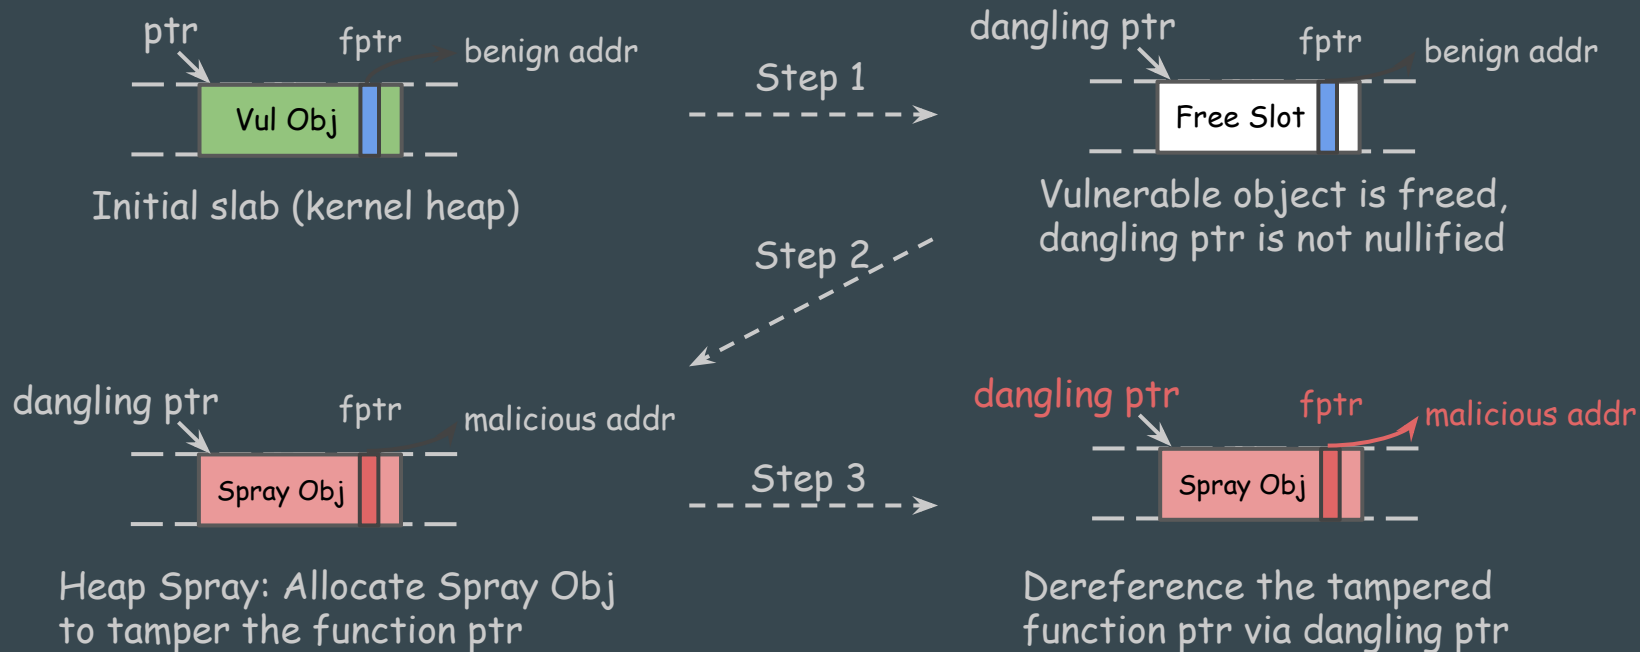 ptr
fptr
benign addr
Vul Obj
Initial slab (kernel heap)
Step 1
dangling ptr
fptr
benign addr
Free Slot
Vulnerable object is freed,
dangling ptr is not nullified
Step 2
dangling ptr
fptr
malicious addr
Spray Obj
Heap Spray: Allocate Spray Obj
to tamper the function ptr
Step 3
dangling ptr
fptr
malicious addr
Spray Obj
Dereference the tampered
function ptr via dangling ptr